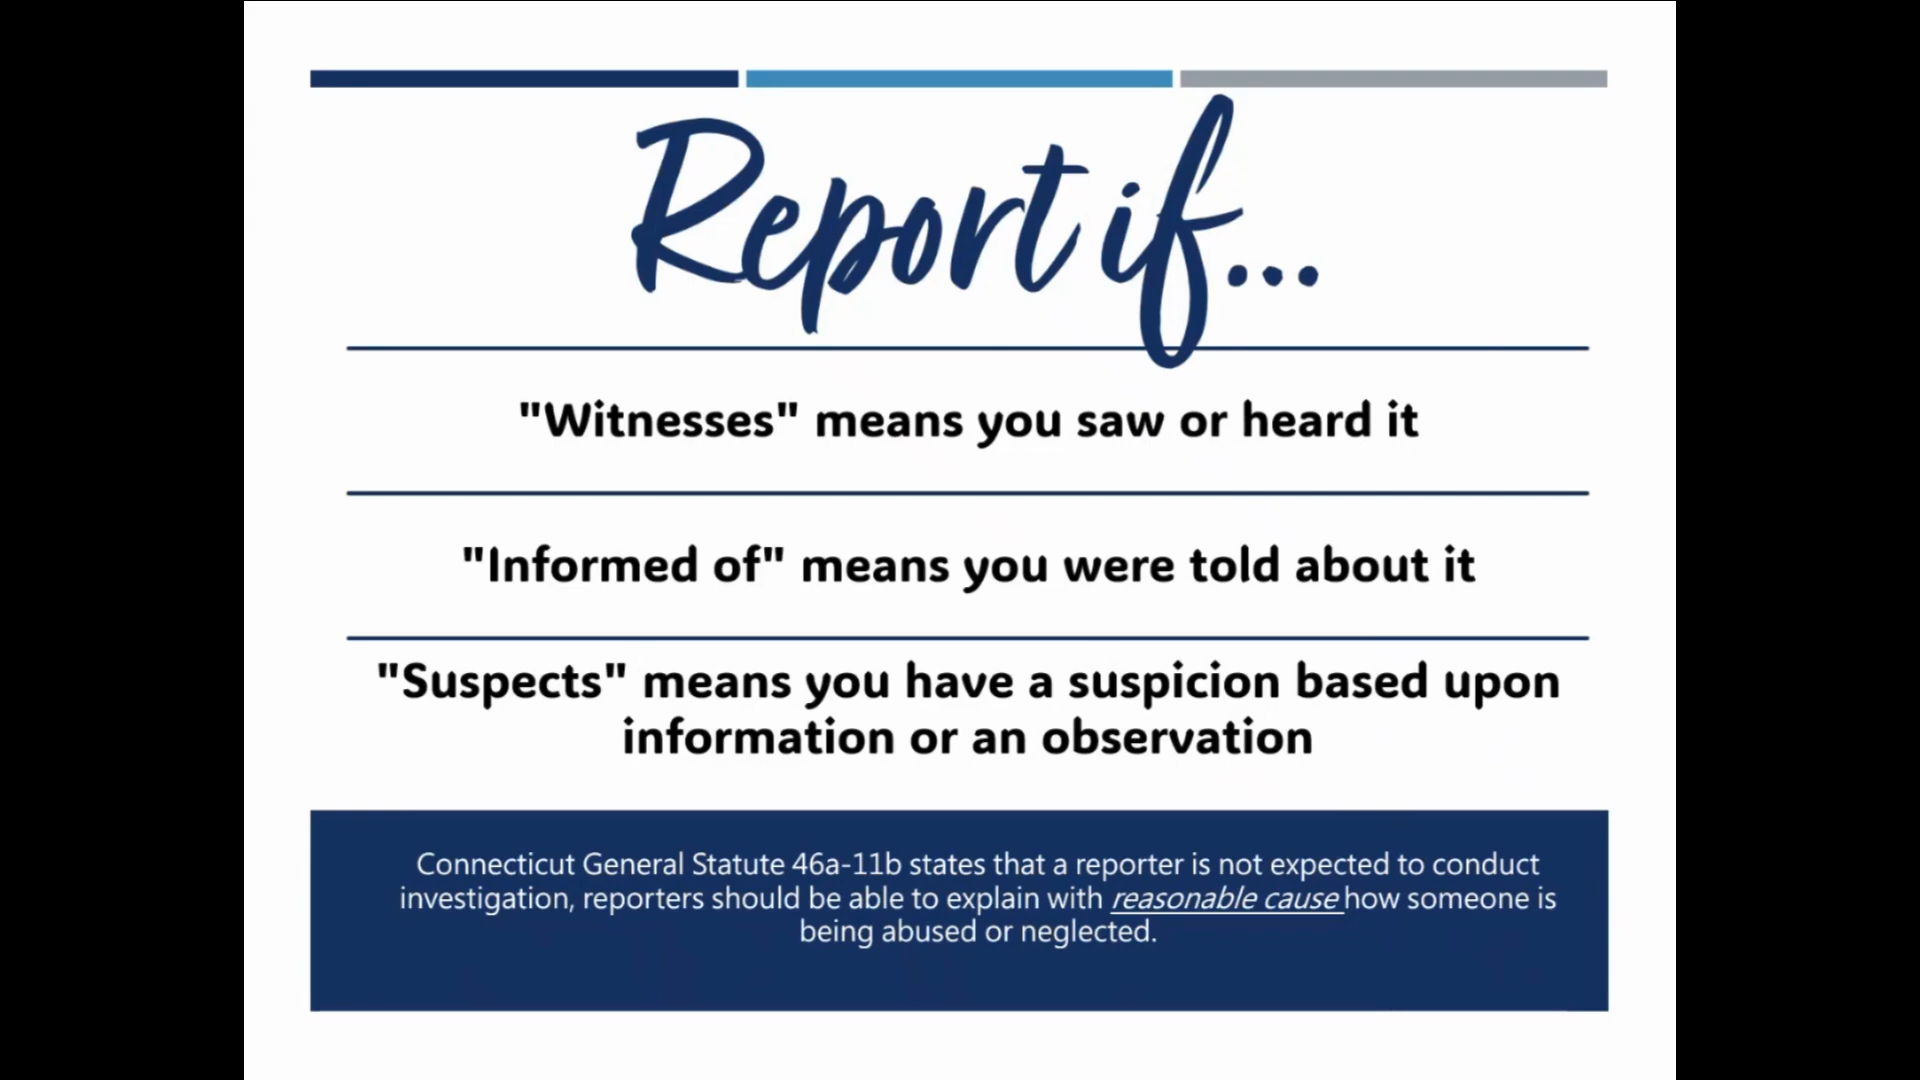 Report if...
"Witnesses" means you saw or heard it
"Informed of" means you were told about it
"Suspects" means you have a suspicion based upon
information or an observation
Connecticut General Statute 46a-11b states that a reporter is not expected to conduct
investigation, reporters should be able to explain with reasonable cause how someone is
being abused or neglected.